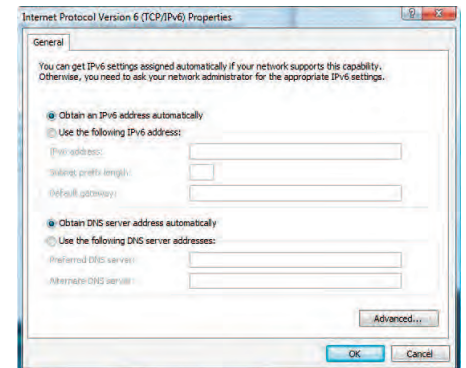 Internet Protocol Version 6 (TCP/IPv6) Properties
General
You can get IPv6 settings assigned automatically if your network supports this capability.
Otherwise, you need to ask your network administrator for the appropriate IPv6 settings.
Obtain an IPv6 address automatically
Use the following IPv6 address:
IPv6 address:
Subnet prefix length:
Default gateway:
Obtain DNS server address automatically
Use the following DNS server addresses:
Preferred DNS server:
Alternate DNS server:
Advanced...
OK
Cancel